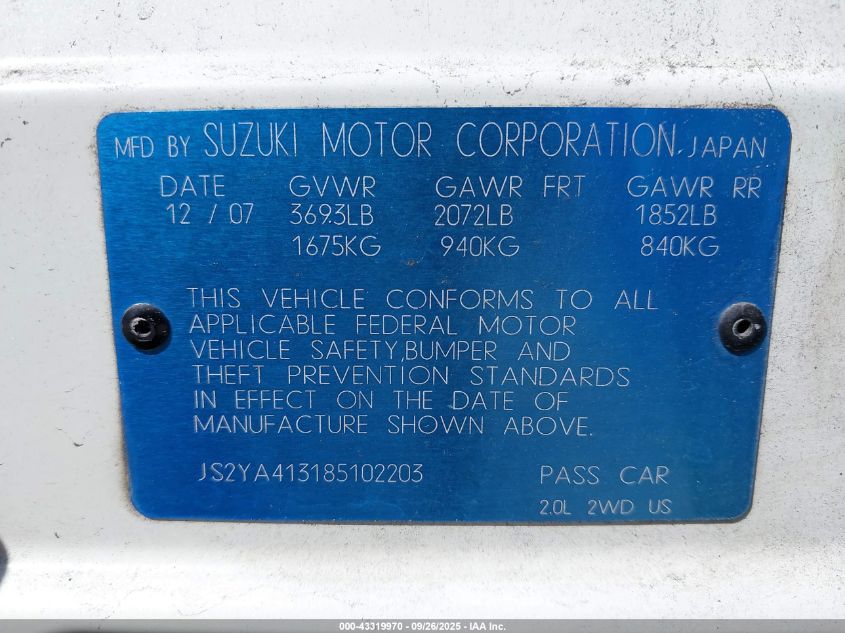 MFD BY SUZUKI MOTOR CORPORATION. JAPAN
DATE GVWR GAWR FRT GAWR RR
12 / 07 3693LB 2072LB 1852LB
1675KG 940KG 840KG
THIS VEHICLE CONFORMS TO ALL
APPLICABLE FEDERAL MOTOR
VEHICLE SAFETY,BUMPER AND
THEFT PREVENTION STANDARDS
IN EFFECT ON THE DATE OF
MANUFACTURE SHOWN ABOVE.
JS2YA413185102203 PASS CAR
2.0L 2WD US
000-43319970 - 09/26/2025 - IAA Inc.